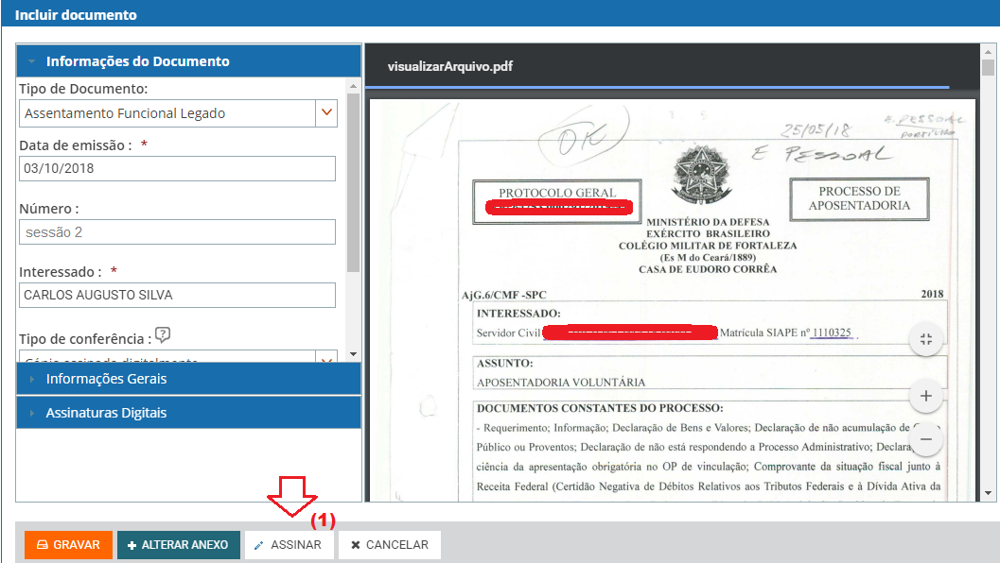 Incluir documento
Informações do Documento
Tipo de Documento:
Assentamento Funcional Legado
Data de emissão : *
03/10/2018
Número :
sessão 2
Interessado : *
CARLOS AUGUSTO SILVA
Tipo de conferência :
Cópia assinada digitalmente
Informações Gerais
Assinaturas Digitais
visualizarArquivo.pdf
OK
25/05/18
E. PESSOAL
E PESSOAL
PROTOCOLO GERAL
PROCESSO DE
APOSENTADORIA
MINISTÉRIO DA DEFESA
EXÉRCITO BRASILEIRO
COLÉGIO MILITAR DE FORTALEZA
(Es M do Ceará/1889)
CASA DE EUDORO CORRÊA
AjG.6/CMF -SPC 2018
INTERESSADO:
Servidor Civil Matrícula SIAPE nº 1110325
ASSUNTO:
APOSENTADORIA VOLUNTÁRIA
DOCUMENTOS CONSTANTES DO PROCESSO:
- Requerimento; Informação; Declaração de Bens e Valores; Declaração de não acumulação de
Público ou Proventos; Declaração de não está respondendo a Processo Administrativo;
ciência da apresentação obrigatória no OP de vinculação; Comprovante da situação fiscal junto à
Receita Federal (Certidão Negativa de Débitos Relativos aos Tributos Federais e à Dívida Ativa da
(1)
GRAVAR
ALTERAR ANEXO
ASSINAR
CANCELAR